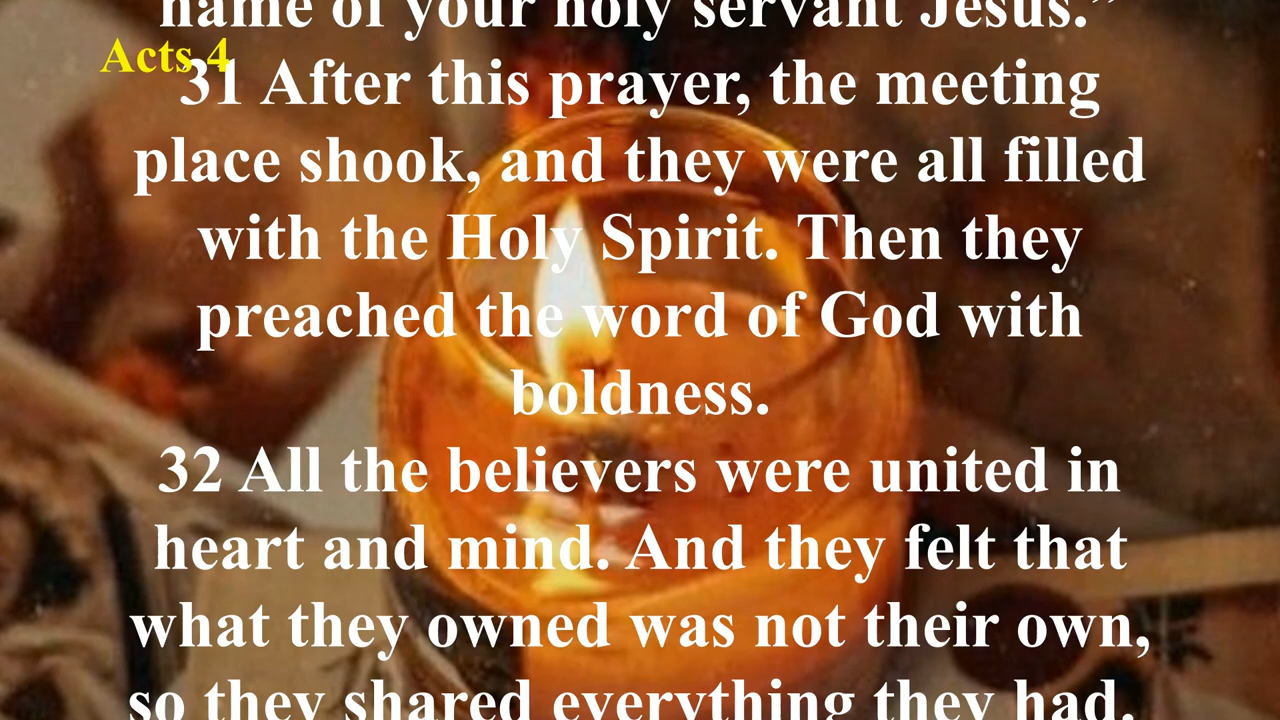 name of your holy servant Jesus.”
Acts 4
31 After this prayer, the meeting
place shook, and they were all filled
with the Holy Spirit. Then they
preached the word of God with
boldness.
32 All the believers were united in
heart and mind. And they felt that
what they owned was not their own,
so they shared everything they had.